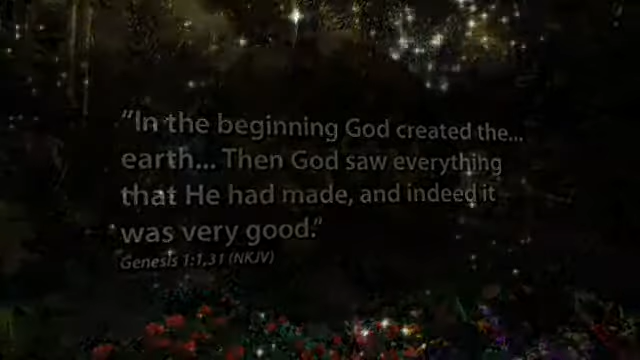 “In the beginning God created the...
earth... Then God saw everything
that He had made, and indeed it
was very good.”
Genesis 1:1,31 (NKJV)